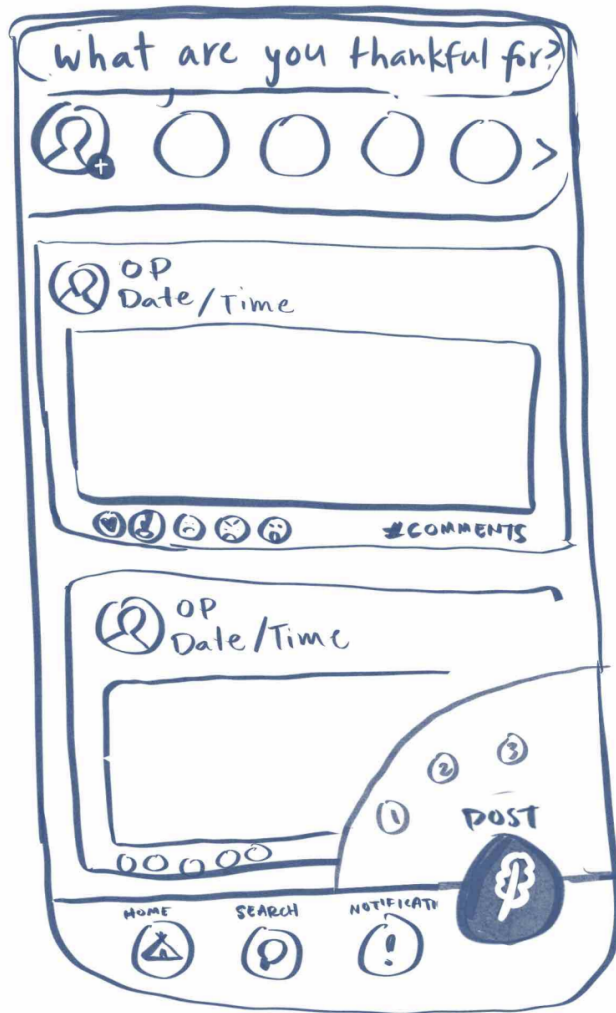 what are you thankful for?
+
>
OP
Date/Time
#COMMENTS
OP
Date/Time
1 2 3
POST
HOME SEARCH NOTIFICATI
!